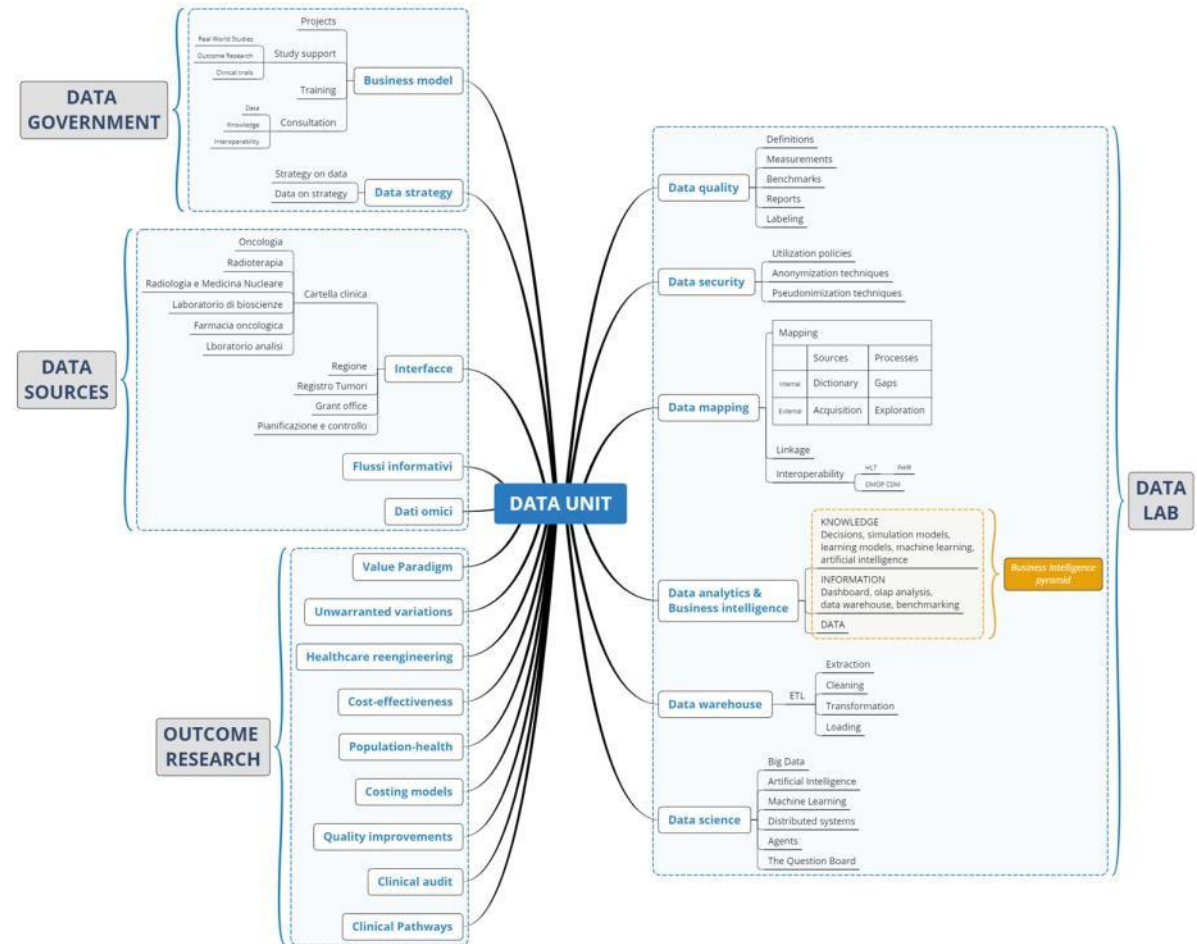 DATA
GOVERNMENT
Projects
Real World Studies
Outcome Research
Clinical trails
Study support
Training
Data
Knowledge
Interoperability
Consultation
Business model
Strategy on data
Data on strategy
Data strategy
DATA
SOURCES
Oncologia
Radioterapia
Radiologia e Medicina Nucleare
Laboratorio di bioscienze
Farmacia oncologica
Lboratorio analisi
Cartella clinica
Regione
Registro Tumori
Grant office
Pianificazione e controllo
Interfacce
Flussi informativi
Dati omici
OUTCOME
RESEARCH
Value Paradigm
Unwarranted variations
Healthcare reengineering
Cost-effectiveness
Population-health
Costing models
Quality improvements
Clinical audit
Clinical Pathways
DATA UNIT
Data quality
Definitions
Measurements
Benchmarks
Reports
Labeling
Data security
Utilization policies
Anonymization techniques
Pseudonimization techniques
Data mapping
Mapping
Sources Processes
Internal Dictionary Gaps
External Acquisition Exploration
Linkage
Interoperability
HL7 FHIR
OMOP CDM
Data analytics &
Business intelligence
KNOWLEDGE
Decisions, simulation models,
learning models, machine learning,
artificial intelligence
INFORMATION
Dashboard, olap analysis,
data warehouse, benchmarking
DATA
Business Intelligence
pyramid
Data warehouse
ETL
Extraction
Cleaning
Transformation
Loading
Data science
Big Data
Artificial Intelligence
Machine Learning
Distributed systems
Agents
The Question Board
DATA
LAB